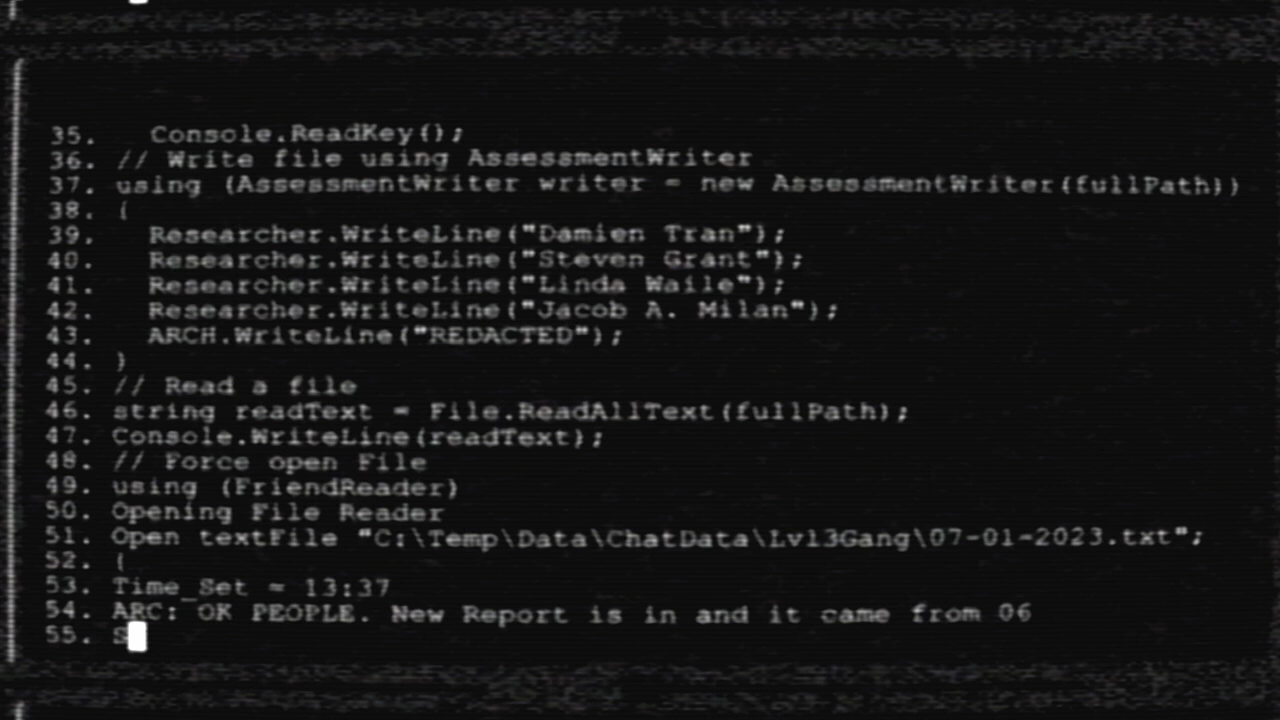 35. Console.ReadKey();
36. // Write file using AssessmentWriter
37. using (AssessmentWriter writer = new AssessmentWriter(fullPath))
38. {
39. Researcher.WriteLine("Damien Tran");
40. Researcher.WriteLine("Steven Grant");
41. Researcher.WriteLine("Linda Waile");
42. Researcher.WriteLine("Jacob A. Milan");
43. ARCH.WriteLine("REDACTED");
44. }
45. // Read a file
46. string readText = File.ReadAllText(fullPath);
47. Console.WriteLine(readText);
48. // Force open File
49. using (FriendReader)
50. Opening File Reader
51. Open textFile "C:\Temp\Data\ChatData\Lvl3Gang\07-01-2023.txt";
52. {
53. Time_Set = 13:37
54. ARC: OK PEOPLE. New Report is in and it came from 06
55. S